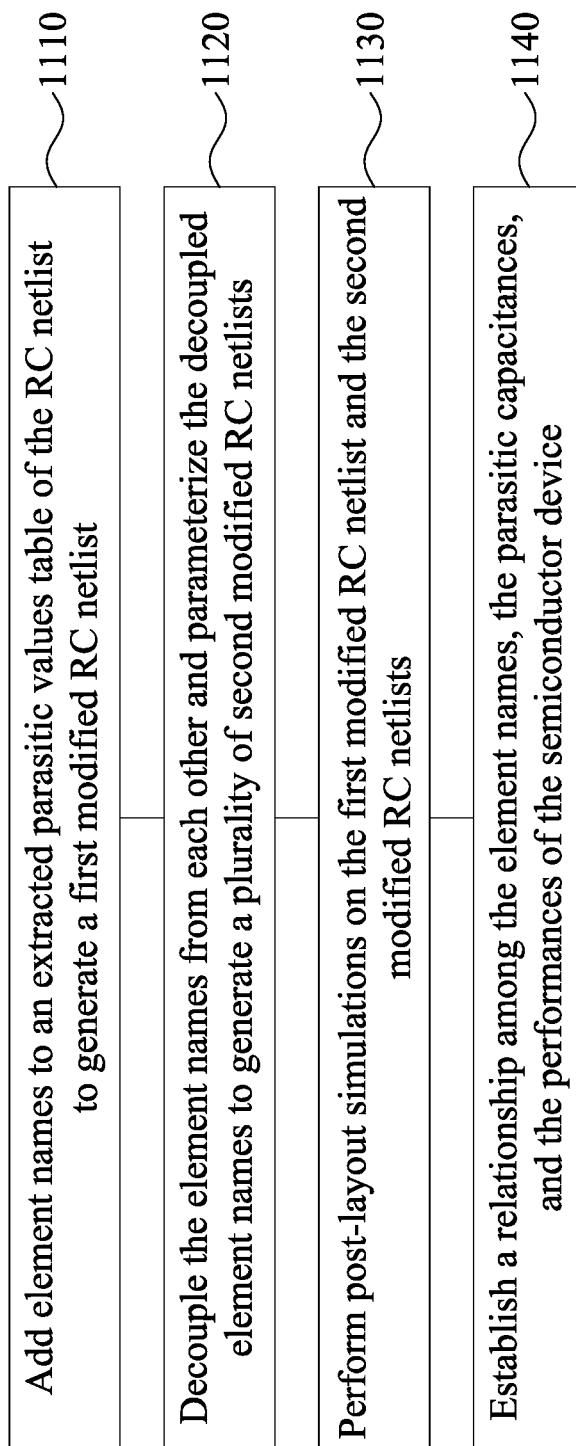 Add element names to an extracted parasitic values table of the RC netlist
to generate a first modified RC netlist
1110
Decouple the element names from each other and parameterize the decoupled
element names to generate a plurality of second modified RC netlists
1120
Perform post-layout simulations on the first modified RC netlist and the second
modified RC netlists
1130
Establish a relationship among the element names, the parasitic capacitances,
and the performances of the semiconductor device
1140